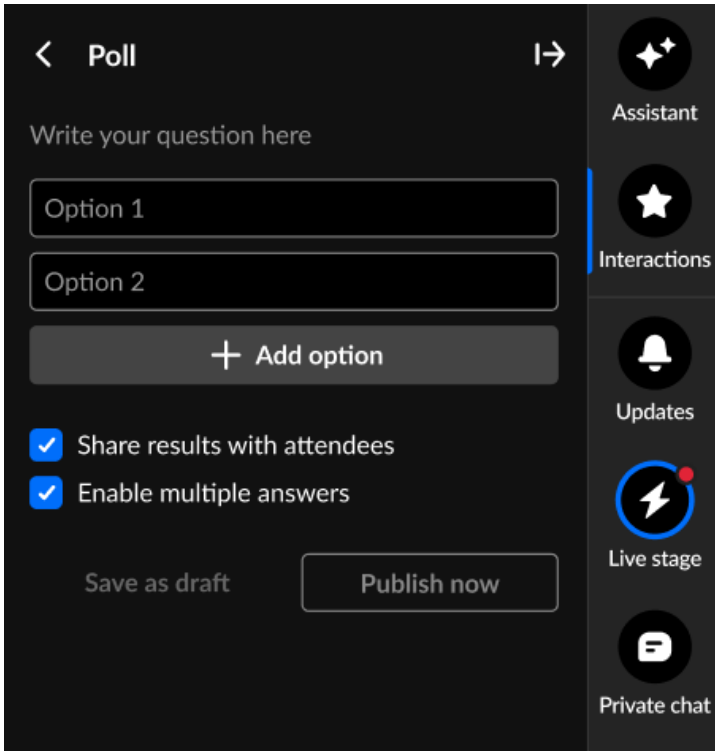 Poll
Write your question here
Option 1
Option 2
Add option
Share results with attendees
Enable multiple answers
Save as draft
Publish now
Assistant
Interactions
Updates
Live stage
Private chat